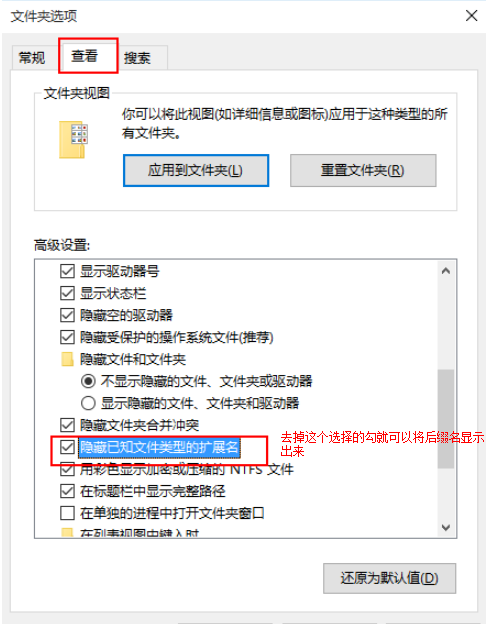 文件夹选项
常规
查看
搜索
文件夹视图
你可以将此视图(如详细信息或图标)应用于这种类型的所
有文件夹。
应用到文件夹(L)
重置文件夹(R)
高级设置:
显示驱动器号
显示状态栏
隐藏空的驱动器
隐藏受保护的操作系统文件(推荐)
隐藏文件和文件夹
不显示隐藏的文件、文件夹或驱动器
显示隐藏的文件、文件夹和驱动器
隐藏文件夹合并冲突
隐藏已知文件类型的扩展名
去掉这个选择的勾就可以将后缀名显示
出来
用彩色显示加密或压缩的 NTFS 文件
在标题栏中显示完整路径
在单独的进程中打开文件夹窗口
在列表视图中键入时
还原为默认值(D)